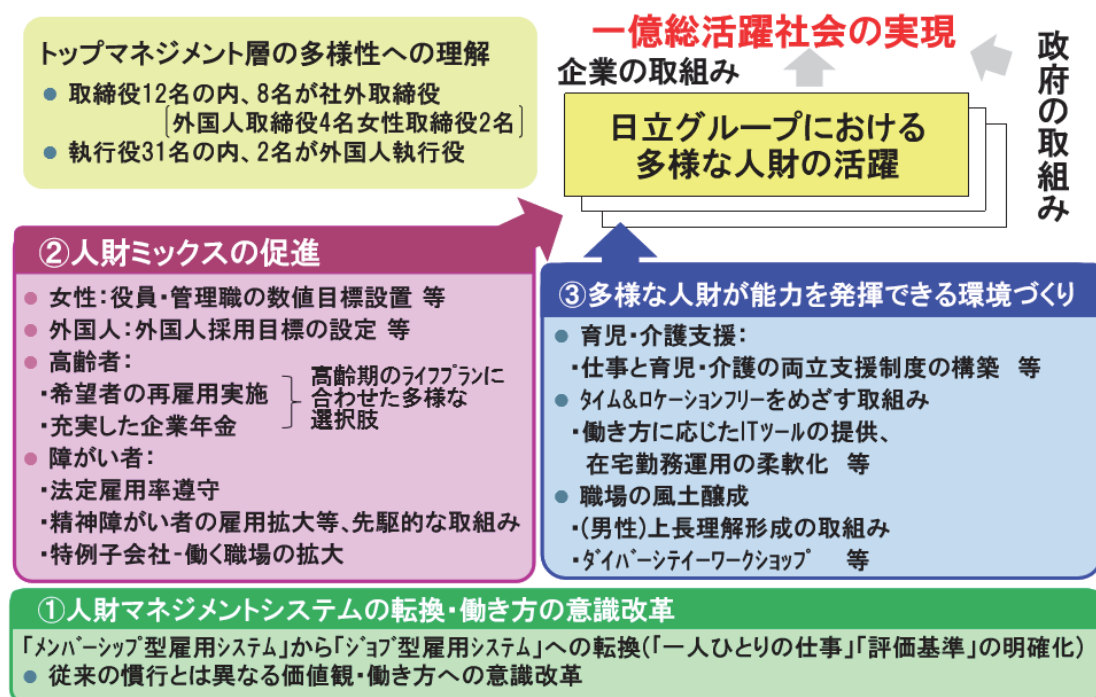 トップマネジメント層の多様性への理解
● 取締役12名の内、8名が社外取締役
[外国人取締役4名女性取締役2名]
● 執行役31名の内、2名が外国人執行役
一億総活躍社会の実現
企業の取組み
日立グループにおける
多様な人財の活躍
政府の取組み
②人財ミックスの促進
● 女性:役員・管理職の数値目標設置 等
● 外国人:外国人採用目標の設定 等
● 高齢者:
・希望者の再雇用実施
・充実した企業年金
高齢期のライフプランに
合わせた多様な
選択肢
● 障がい者:
・法定雇用率遵守
・精神障がい者の雇用拡大等、先駆的な取組み
・特例子会社-働く職場の拡大
③多様な人財が能力を発揮できる環境づくり
● 育児・介護支援:
・仕事と育児・介護の両立支援制度の構築 等
● タイム&ロケーションフリーをめざす取組み
・働き方に応じたITツールの提供、
在宅勤務運用の柔軟化 等
● 職場の風土醸成
・(男性)上長理解形成の取組み
・ダイバーシテイーワークショップ 等
①人財マネジメントシステムの転換・働き方の意識改革
「メンバーシップ型雇用システム」から「ジョブ型雇用システム」への転換(「一人ひとりの仕事」「評価基準」の明確化)
● 従来の慣行とは異なる価値観・働き方への意識改革